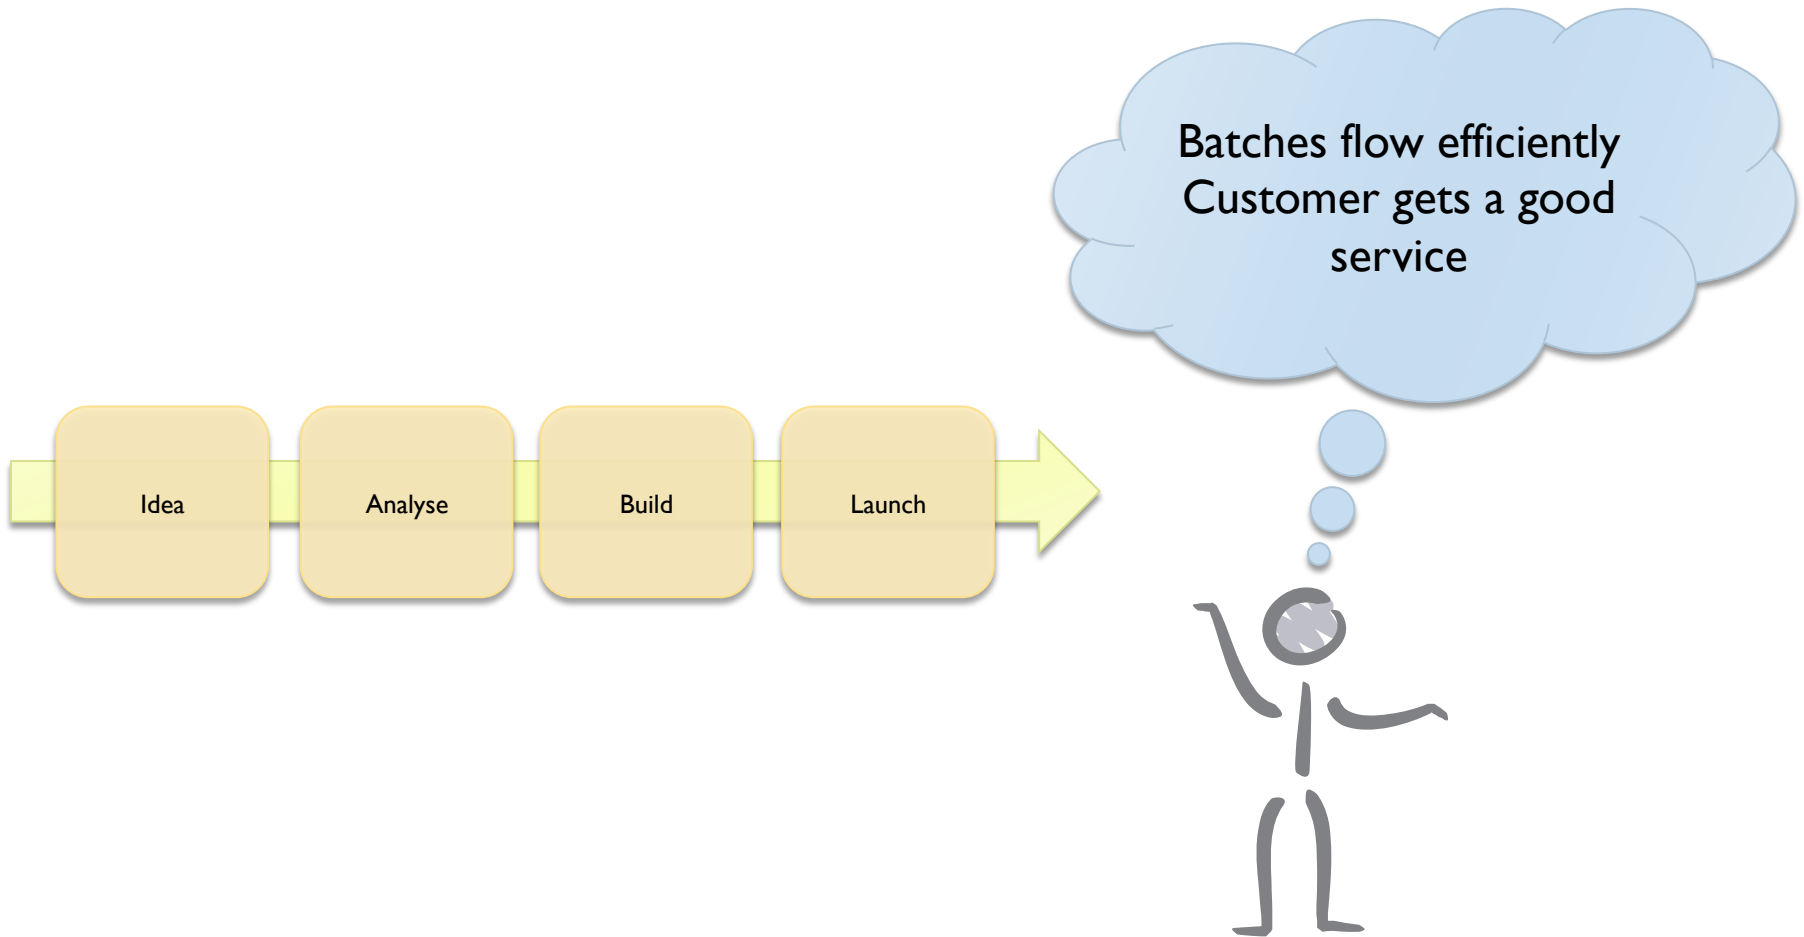 Batches flow efficiently
Customer gets a good
service
Idea
Analyse
Build
Launch